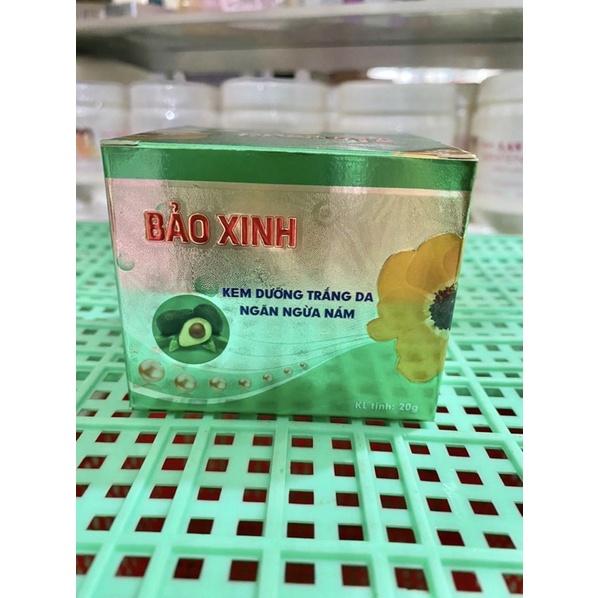 BẢO XINH
KEM DƯỠNG TRẮNG DA
NGĂN NGỪA NÁM
KL tịnh: 20g